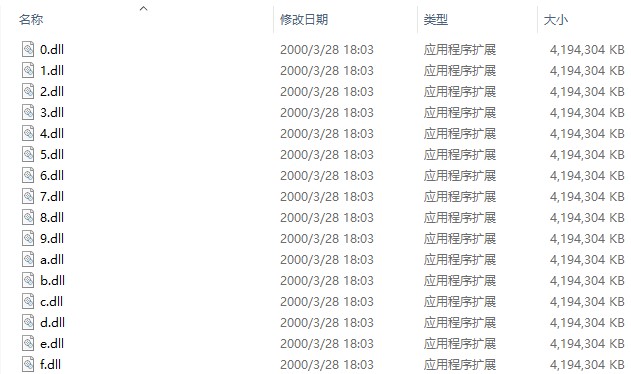 名称 修改日期 类型 大小
0.dll 2000/3/28 18:03 应用程序扩展 4,194,304 KB
1.dll 2000/3/28 18:03 应用程序扩展 4,194,304 KB
2.dll 2000/3/28 18:03 应用程序扩展 4,194,304 KB
3.dll 2000/3/28 18:03 应用程序扩展 4,194,304 KB
4.dll 2000/3/28 18:03 应用程序扩展 4,194,304 KB
5.dll 2000/3/28 18:03 应用程序扩展 4,194,304 KB
6.dll 2000/3/28 18:03 应用程序扩展 4,194,304 KB
7.dll 2000/3/28 18:03 应用程序扩展 4,194,304 KB
8.dll 2000/3/28 18:03 应用程序扩展 4,194,304 KB
9.dll 2000/3/28 18:03 应用程序扩展 4,194,304 KB
a.dll 2000/3/28 18:03 应用程序扩展 4,194,304 KB
b.dll 2000/3/28 18:03 应用程序扩展 4,194,304 KB
c.dll 2000/3/28 18:03 应用程序扩展 4,194,304 KB
d.dll 2000/3/28 18:03 应用程序扩展 4,194,304 KB
e.dll 2000/3/28 18:03 应用程序扩展 4,194,304 KB
f.dll 2000/3/28 18:03 应用程序扩展 4,194,304 KB